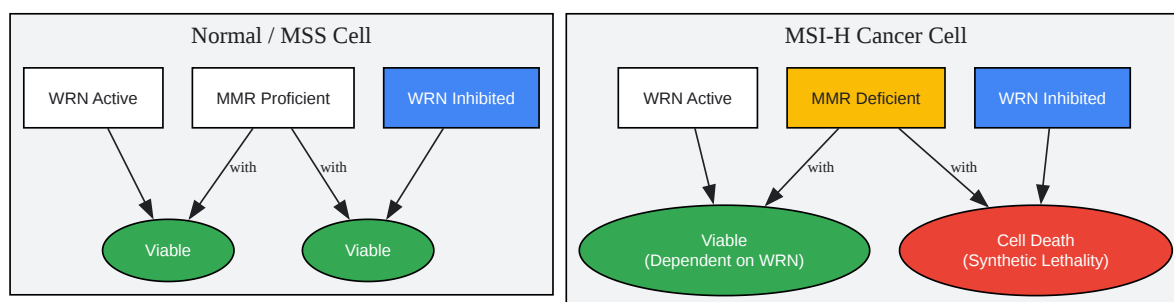 Normal / MSS Cell
WRN Active
MMR Proficient
WRN Inhibited
with
with
Viable
Viable
MSI-H Cancer Cell
WRN Active
MMR Deficient
WRN Inhibited
with
with
Viable
(Dependent on WRN)
Cell Death
(Synthetic Lethality)